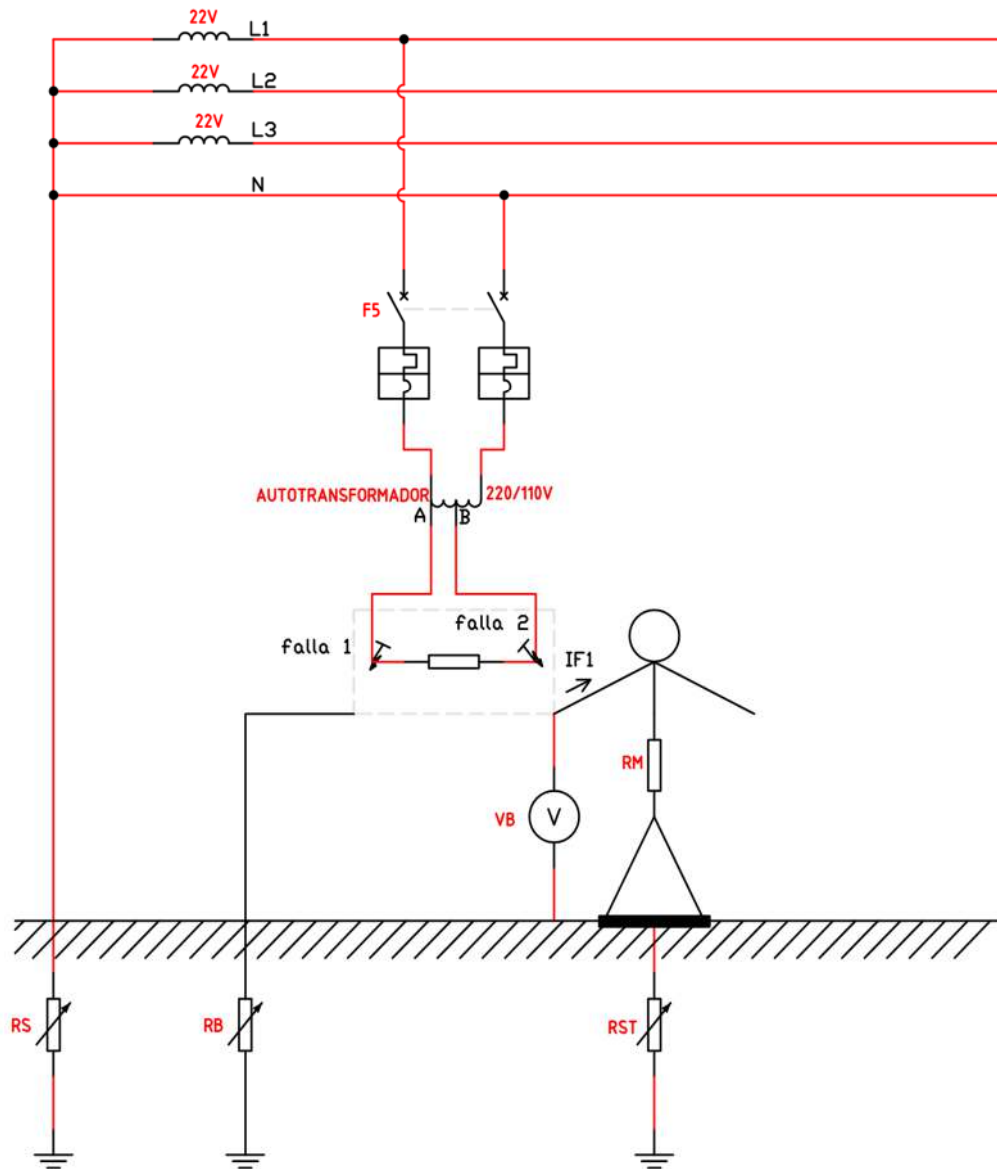 22V
L1
22V
L2
22V
L3
N
F5
AUTOTRANSFORMADOR 220/110V
A B
falla 1 falla 2
IF1
RM
VB V
RS RB RST